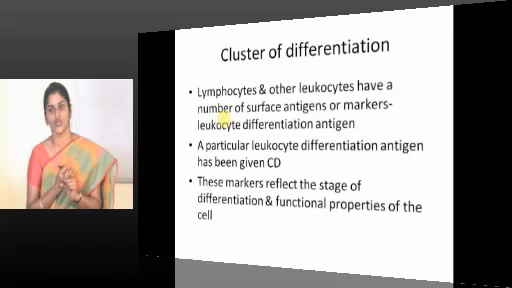 Cluster of differentiation
• Lymphocytes & other leukocytes have a
number of surface antigens or markers-
leukocyte differentiation antigen
• A particular leukocyte differentiation antigen
has been given CD
• These markers reflect the stage of
differentiation & functional properties of the
cell